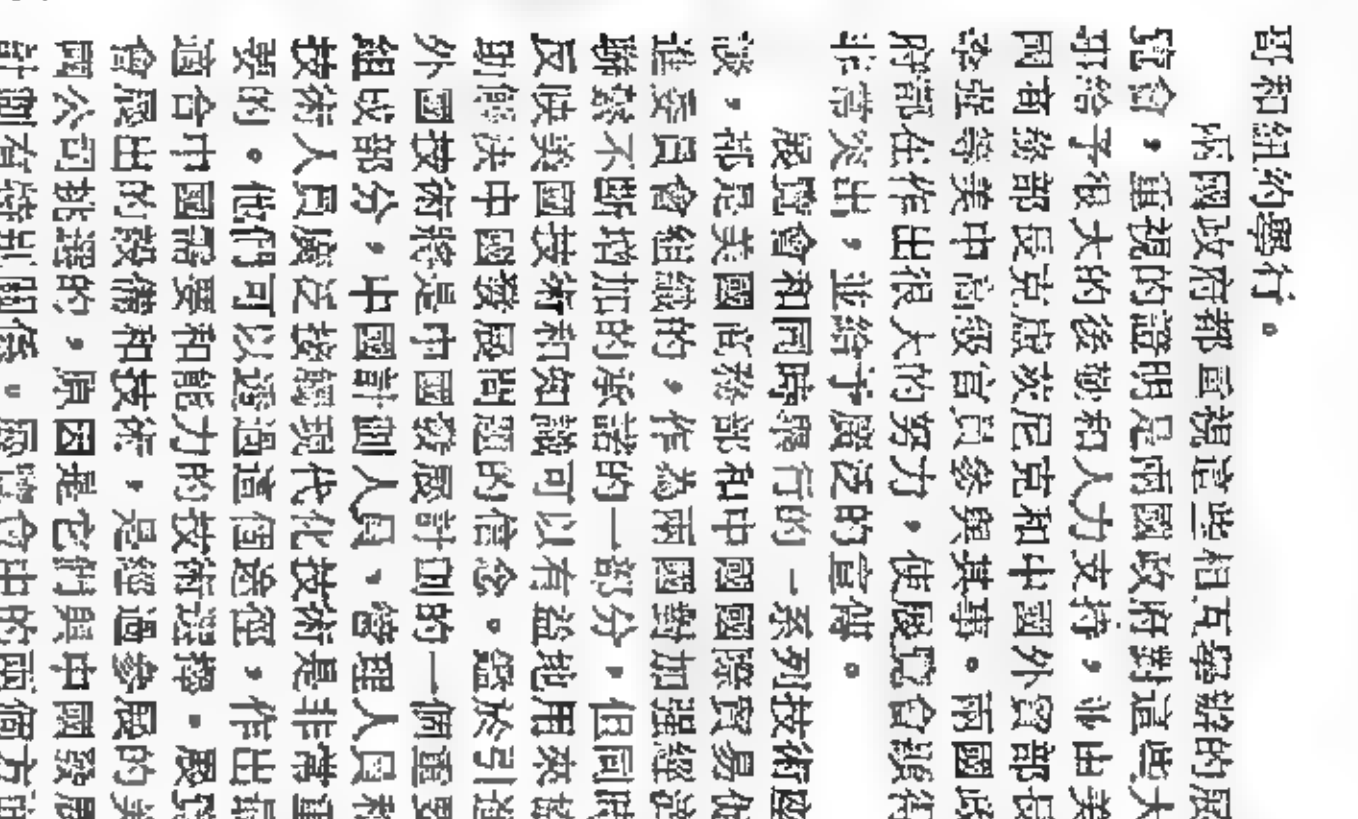 哥和紐約舉行。
兩國政府都重視這些相互舉辦的展
覽會，重視的證明是兩國政府對這些大
力給予很大的後勤和人力支持，並由美
國商務部長克普茨尼克和中國外貿部長
李強等美中高級官員參與其事。兩國政
府都在作出很大的努力，使展覽會獲得
非常突出，並給予廣泛的宣傳。
展覽會和同時舉行的一系列技術座
談，都是美國商務部和中國國際貿易促
進委員會組織的，作為兩國對加強經濟
聯繫不斷增加的承諾的一部分，但同時
反映美國技術和知識可以有益地用來幫
助解決中國發展問題的信念。鑑於引進
外國技術將是中國發展計劃的一個重要
組成部分，中國計劃人員，管理人員和
技術人員廣泛接觸現代化技術是非常重
要的。他們可以透過這個途徑，作出最
適合中國需要和能力的技術選擇。展覽
會展出的設備和技術，是經過參展的美
國公司挑選的，原因是它們與中國發展
計劃有特別關係。展覽會中的兩個方面